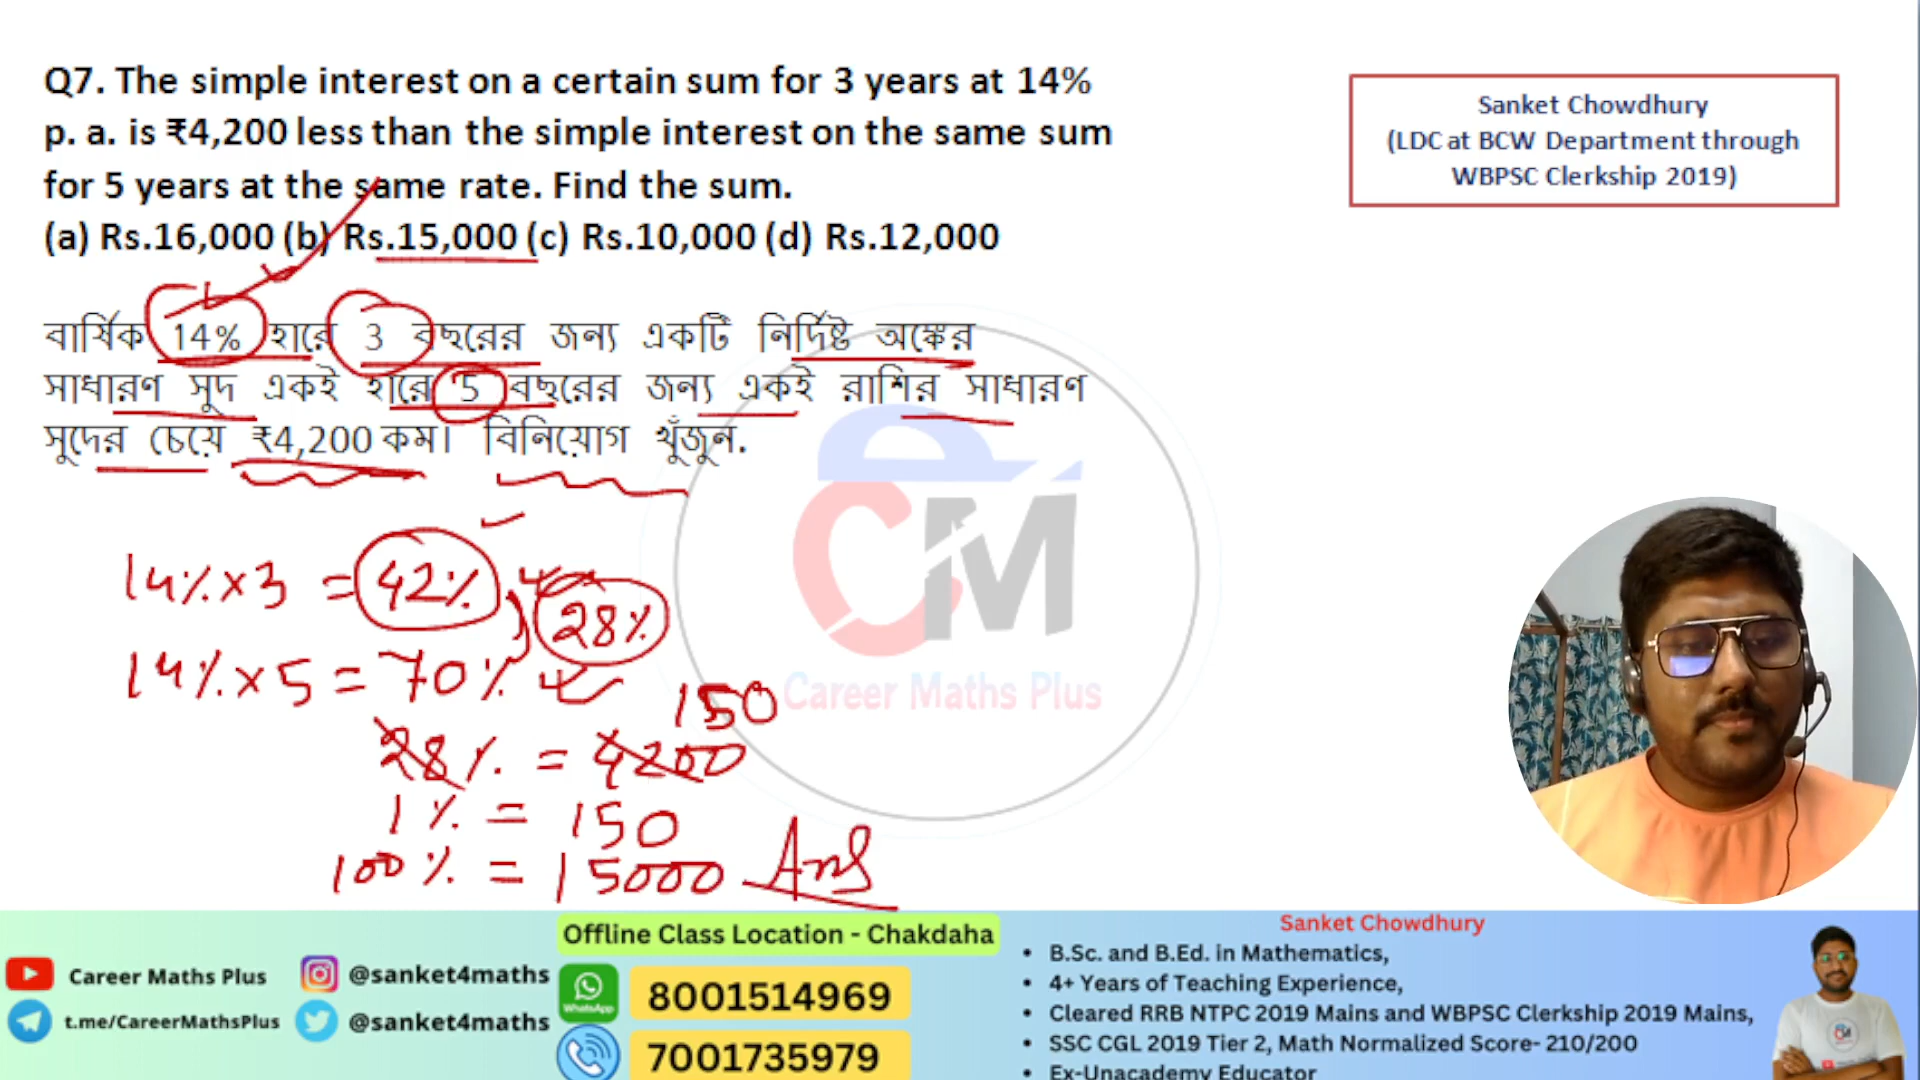 Q7. The simple interest on a certain sum for 3 years at 14%
p. a. is ₹4,200 less than the simple interest on the same sum
for 5 years at the same rate. Find the sum.
(a) Rs.16,000 (b) Rs.15,000 (c) Rs.10,000 (d) Rs.12,000
বার্ষিক 14% হারে 3 বছরের জন্য একটি নির্দিষ্ট অঙ্কের
সাধারণ সুদ একই হারে 5 বছরের জন্য একই রাশির সাধারণ
সুদের চেয়ে ₹4,200 কম। বিনিয়োগ খুঁজুন.
Sanket Chowdhury
(LDC at BCW Department through
WBPSC Clerkship 2019)
14%×3 = 42%
28%
14%×5 = 70%
150
28% = 4200
1% = 150
100% = 15000 Ans
CM
Career Maths Plus
Career Maths Plus
@sanket4maths
t.me/CareerMathsPlus
@sanket4maths
Offline Class Location - Chakdaha
WhatsApp
8001514969
7001735979
Sanket Chowdhury
• B.Sc. and B.Ed. in Mathematics,
• 4+ Years of Teaching Experience,
• Cleared RRB NTPC 2019 Mains and WBPSC Clerkship 2019 Mains,
• SSC CGL 2019 Tier 2, Math Normalized Score- 210/200
• Ex-Unacademy Educator